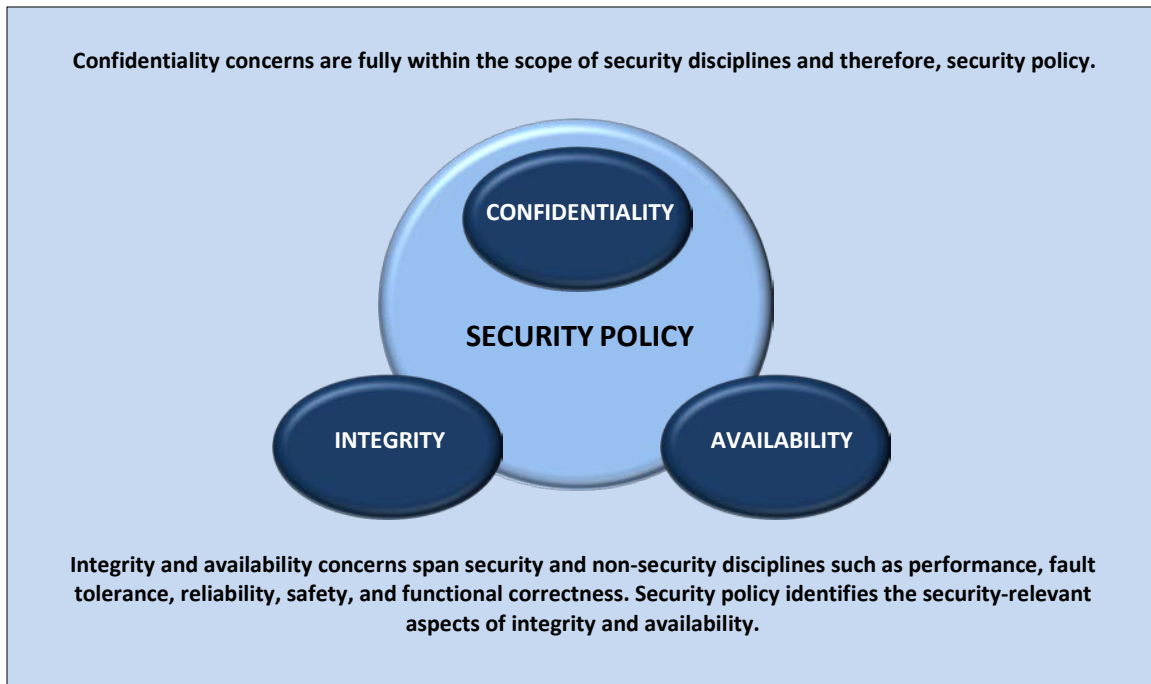 Confidentiality concerns are fully within the scope of security disciplines and therefore, security policy.
CONFIDENTIALITY
SECURITY POLICY
INTEGRITY
AVAILABILITY
Integrity and availability concerns span security and non-security disciplines such as performance, fault
tolerance, reliability, safety, and functional correctness. Security policy identifies the security-relevant
aspects of integrity and availability.